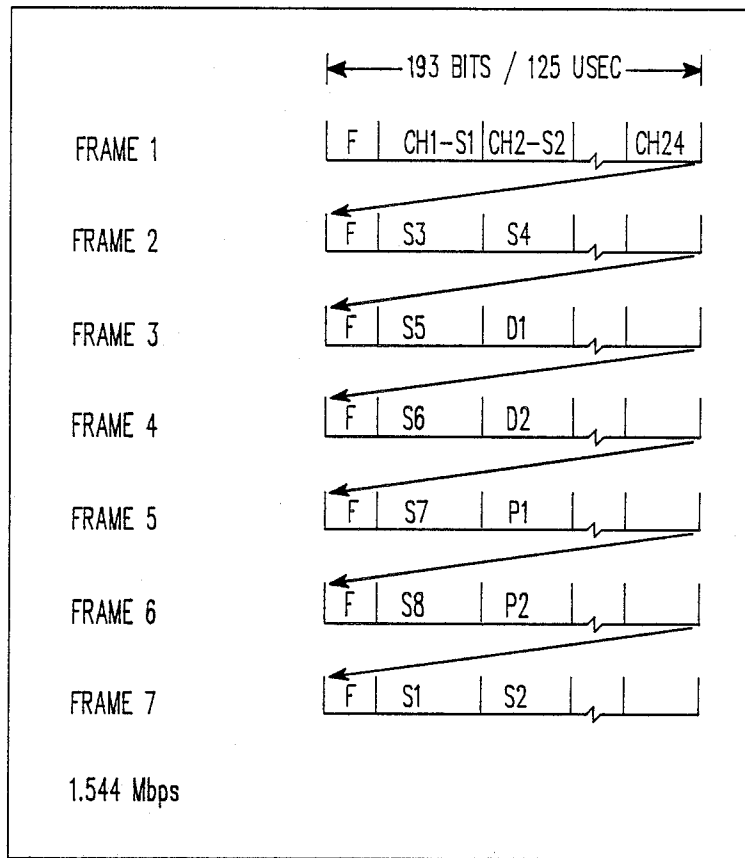 193 BITS / 125 USEC
FRAME 1 F CH1-S1 CH2-S2 CH24
FRAME 2 F S3 S4
FRAME 3 F S5 D1
FRAME 4 F S6 D2
FRAME 5 F S7 P1
FRAME 6 F S8 P2
FRAME 7 F S1 S2
1.544 Mbps